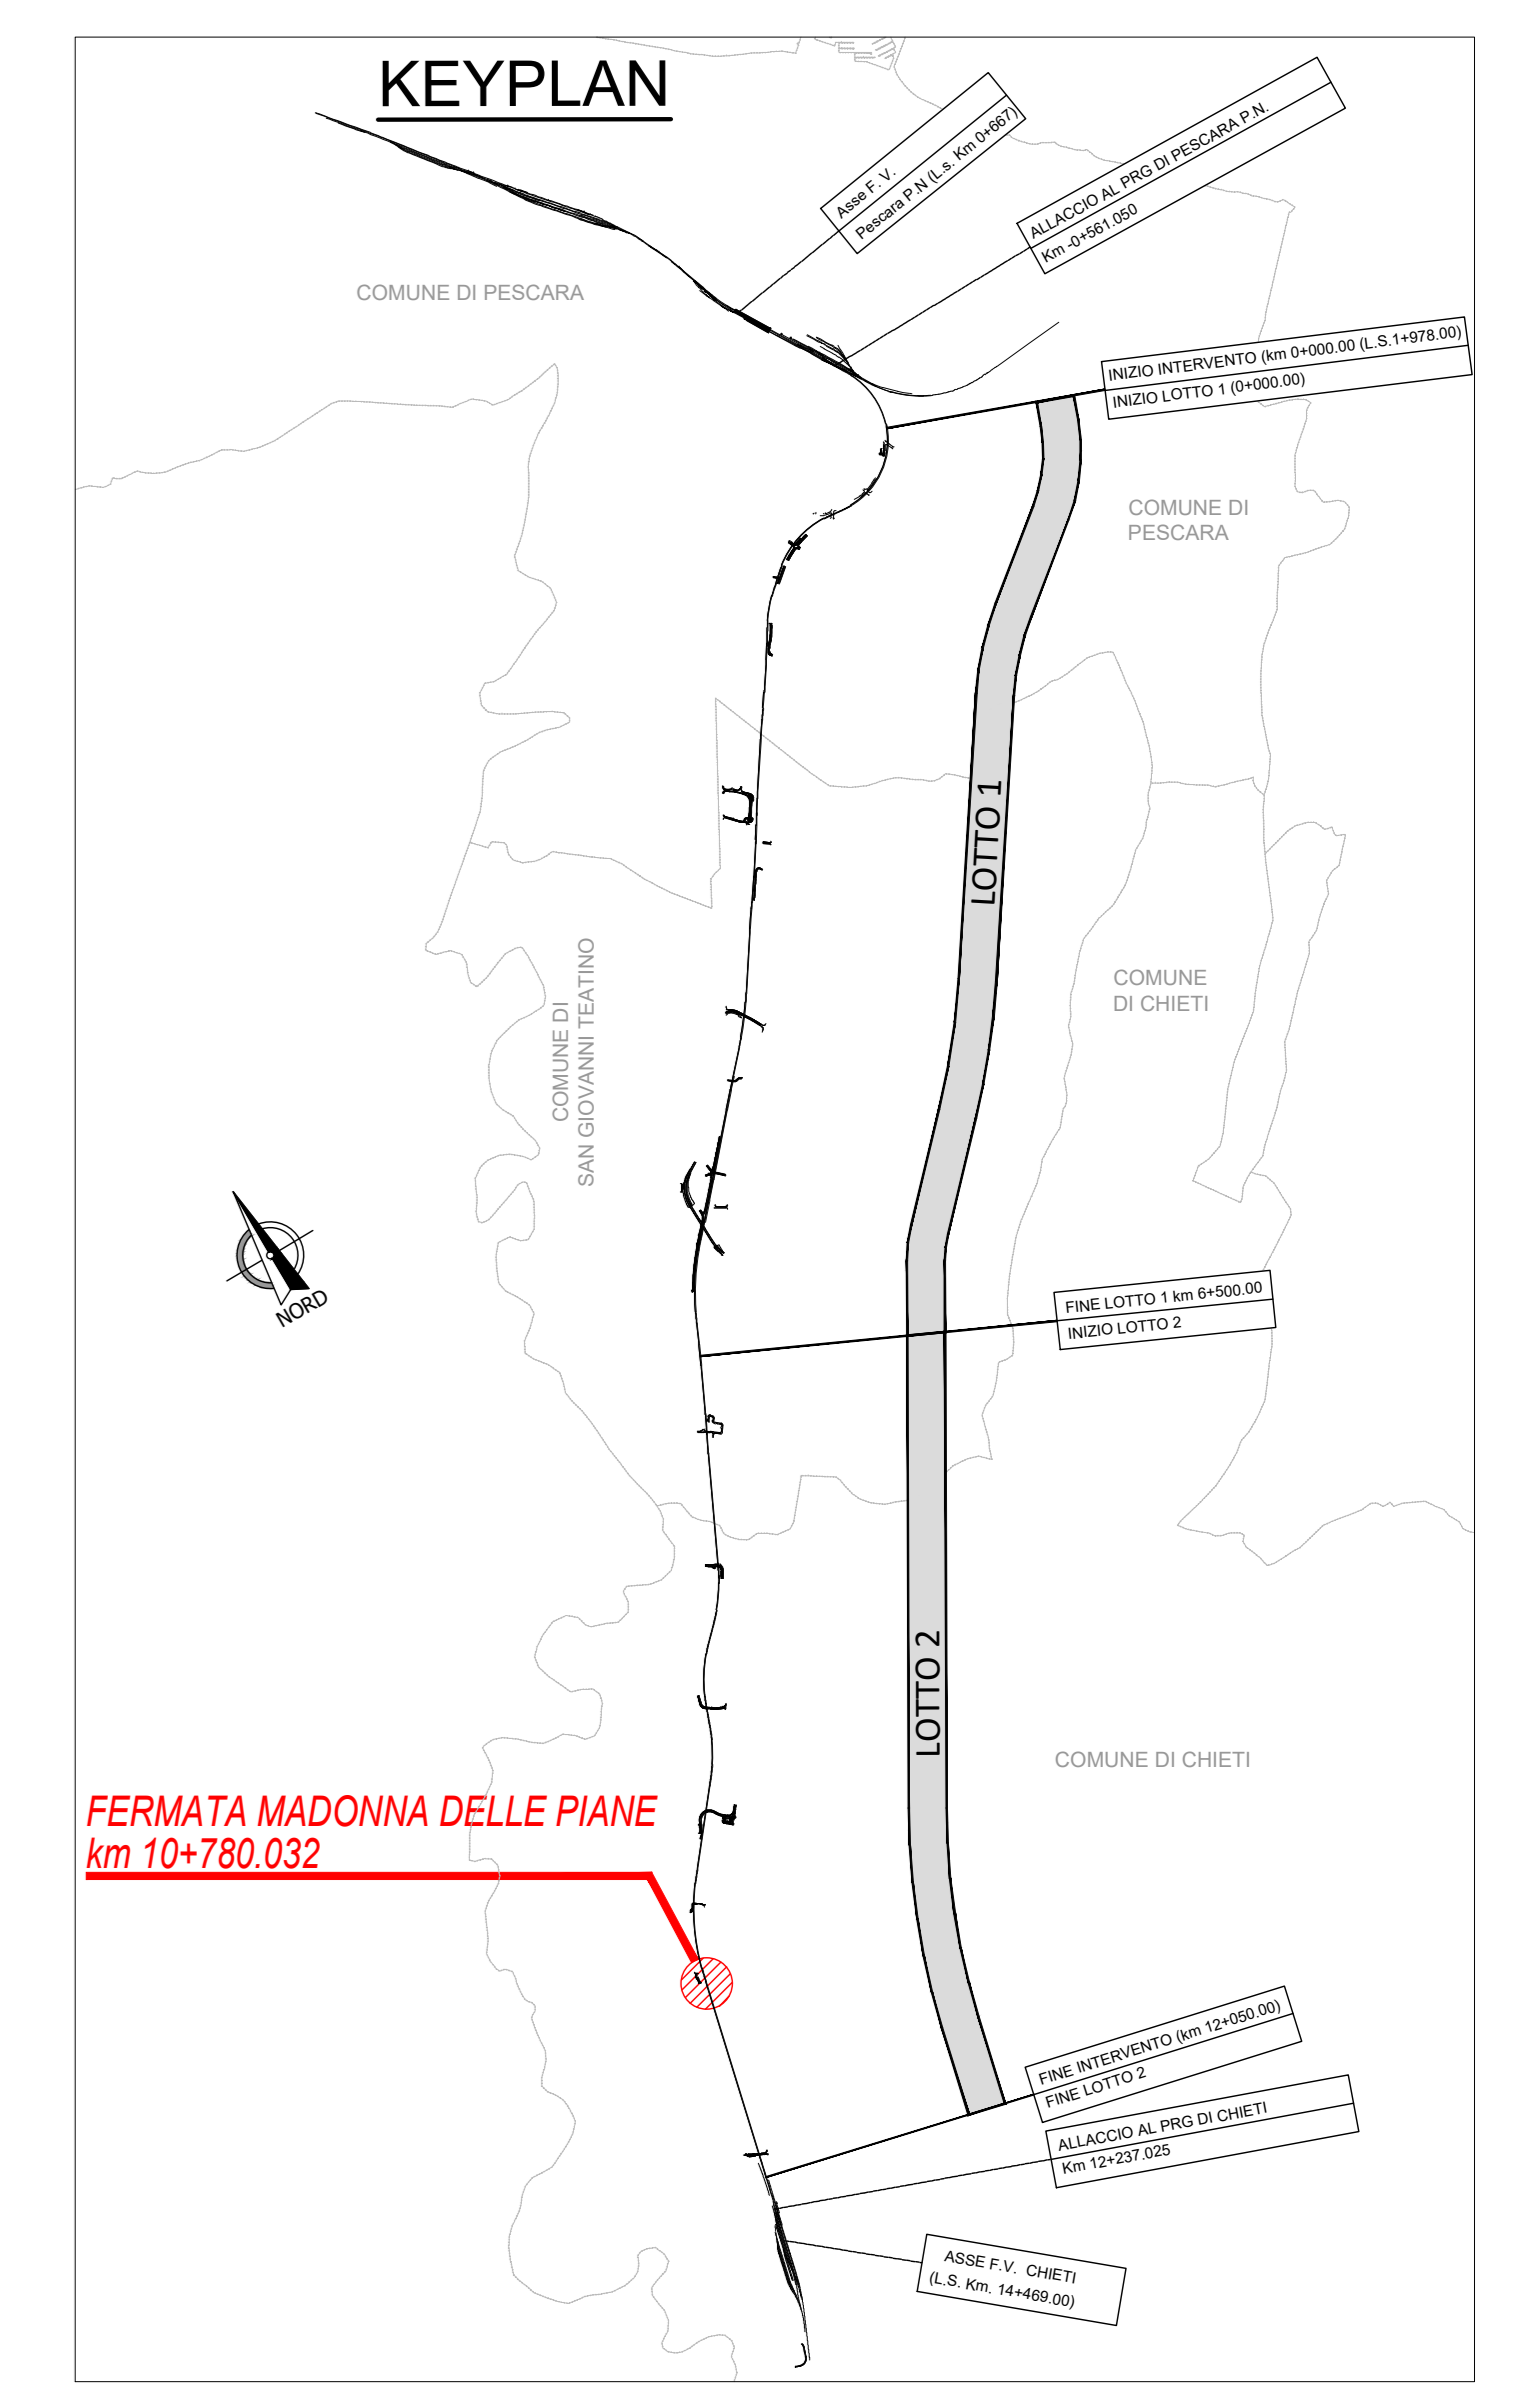 KEYPLAN
Asse F. V.
Pescara P.N (L.s. Km 0+667)
ALLACCIO AL PRG DI PESCARA P.N.
Km -0+561.050
COMUNE DI PESCARA
INIZIO INTERVENTO (km 0+000.00 (L.S.1+978.00)
INIZIO LOTTO 1 (0+000.00)
COMUNE DI
PESCARA
LOTTO 1
COMUNE DI
SAN GIOVANNI TEATINO
COMUNE
DI CHIETI
NORD
FINE LOTTO 1 km 6+500.00
INIZIO LOTTO 2
LOTTO 2
COMUNE DI CHIETI
FERMATA MADONNA DELLE PIANE
km 10+780.032
FINE INTERVENTO (km 12+050.00)
FINE LOTTO 2
ALLACCIO AL PRG DI CHIETI
Km 12+237.025
ASSE F.V. CHIETI
(L.S. Km. 14+469.00)